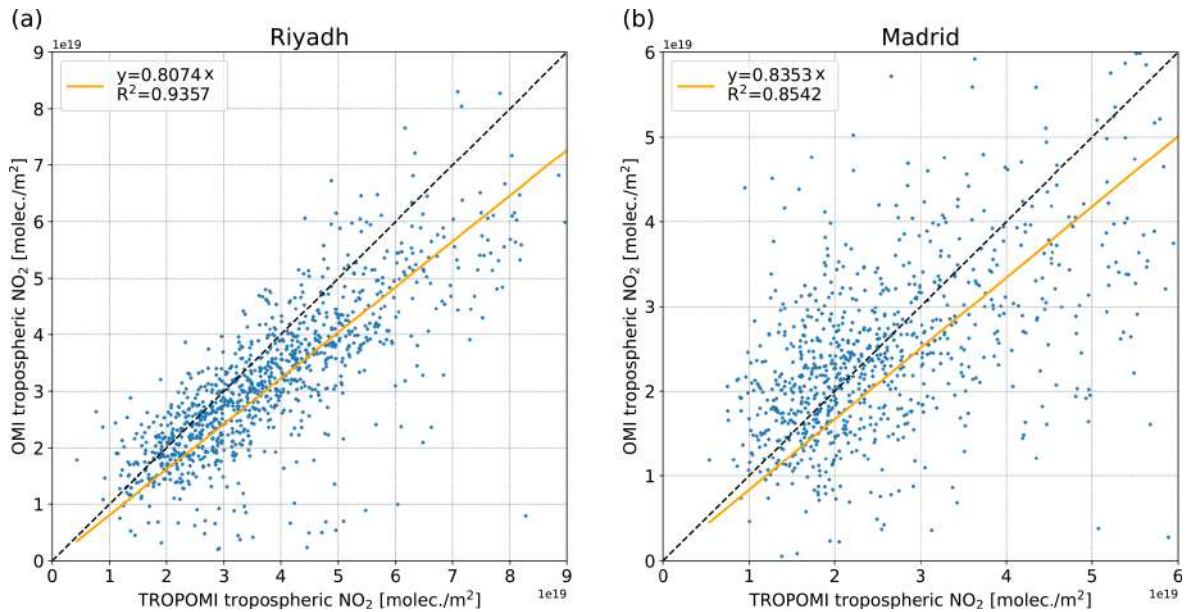 (a)
Riyadh
1e19
y=0.8074x
R²=0.9357
9
8
7
6
5
4
3
2
1
0
OMI tropospheric NO₂ [molec./m²]
0 1 2 3 4 5 6 7 8 9
1e19
TROPOMI tropospheric NO₂ [molec./m²]
(b)
Madrid
1e19
y=0.8353x
R²=0.8542
6
5
4
3
2
1
0
OMI tropospheric NO₂ [molec./m²]
0 1 2 3 4 5 6
1e19
TROPOMI tropospheric NO₂ [molec./m²]